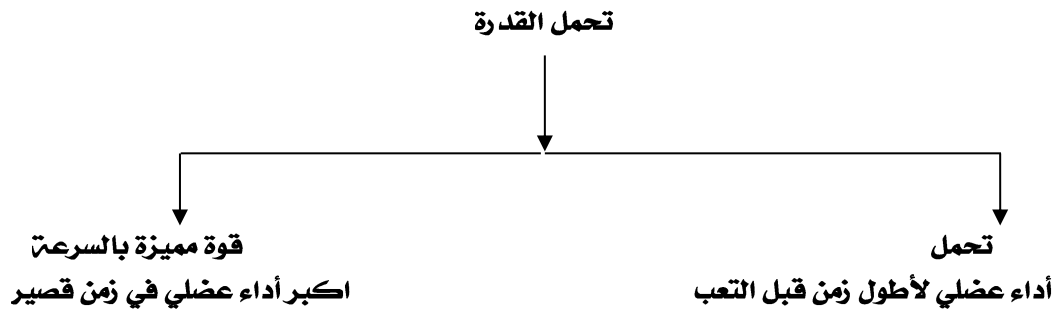 تحمل القدرة
تحمل
أداء عضلي لأطول زمن قبل التعب
قوة مميزة بالسرعة
اكبر أداء عضلي في زمن قصير